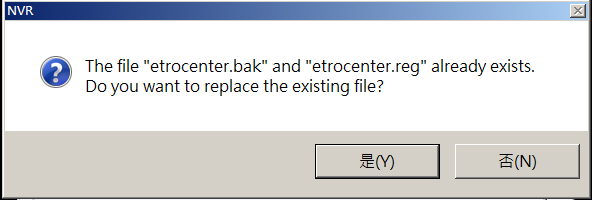 NVR
The file "etrocenter.bak" and "etrocenter.reg" already exists.
Do you want to replace the existing file?
是(Y)
否(N)